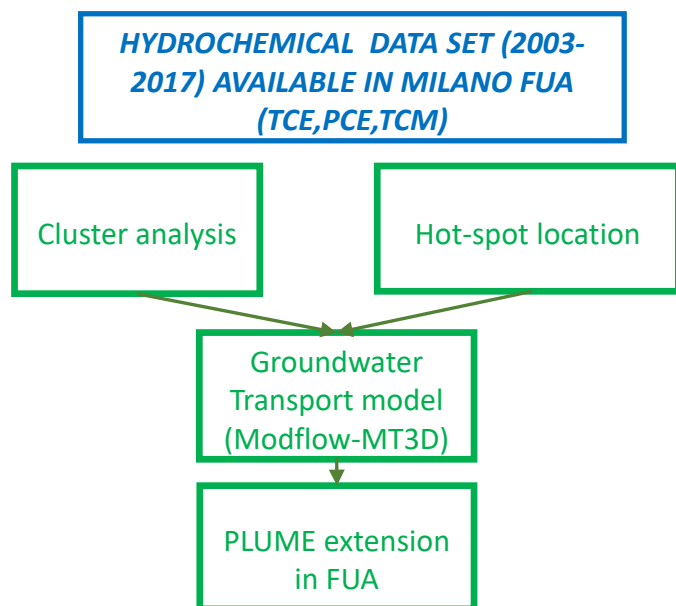 HYDROCHEMICAL DATA SET (2003-
2017) AVAILABLE IN MILANO FUA
(TCE,PCE,TCM)
Cluster analysis
Hot-spot location
Groundwater
Transport model
(Modflow-MT3D)
PLUME extension
in FUA